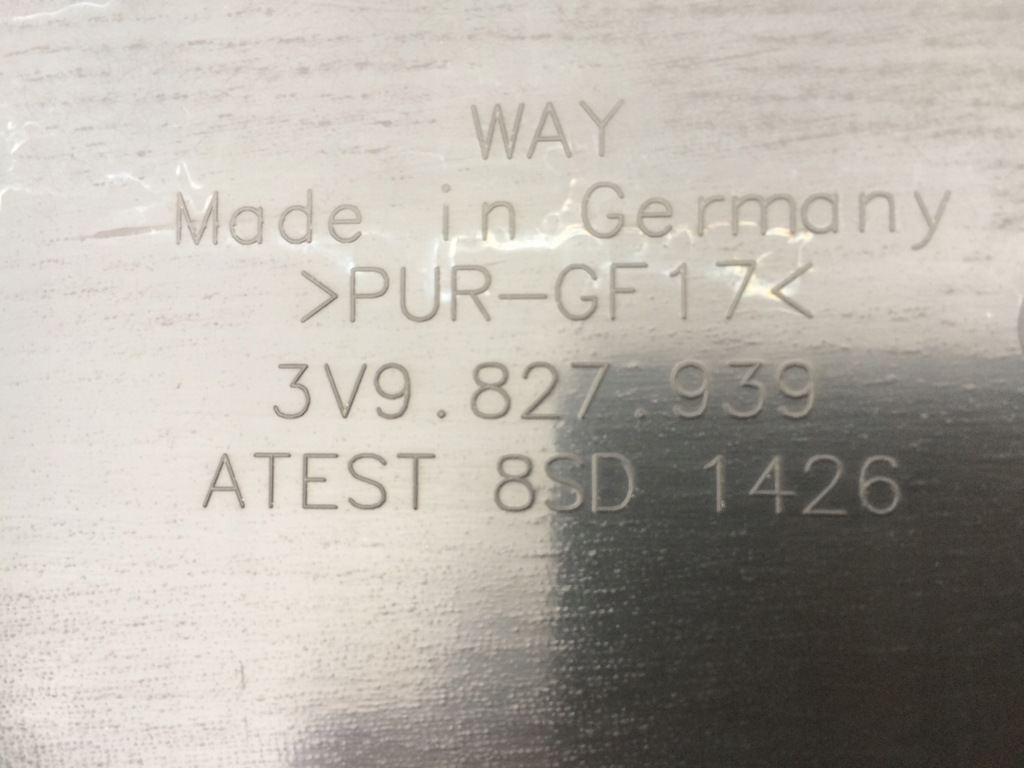 WAY
Made in Germany
>PUR-GF17<
3V9.827.939
ATEST 8SD 1426